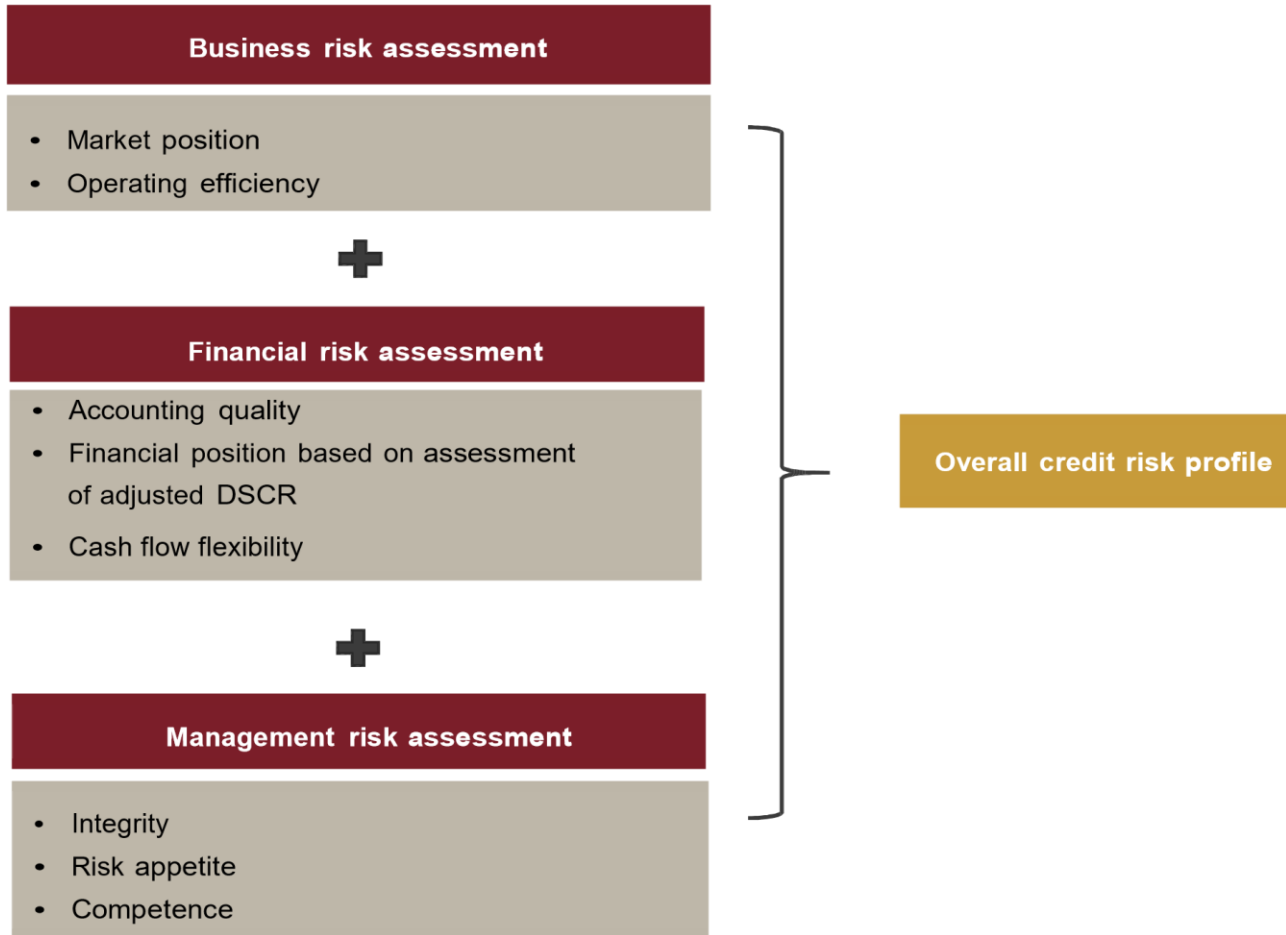 Business risk assessment
• Market position
• Operating efficiency
Financial risk assessment
• Accounting quality
• Financial position based on assessment
of adjusted DSCR
• Cash flow flexibility
Management risk assessment
• Integrity
• Risk appetite
• Competence
Overall credit risk profile